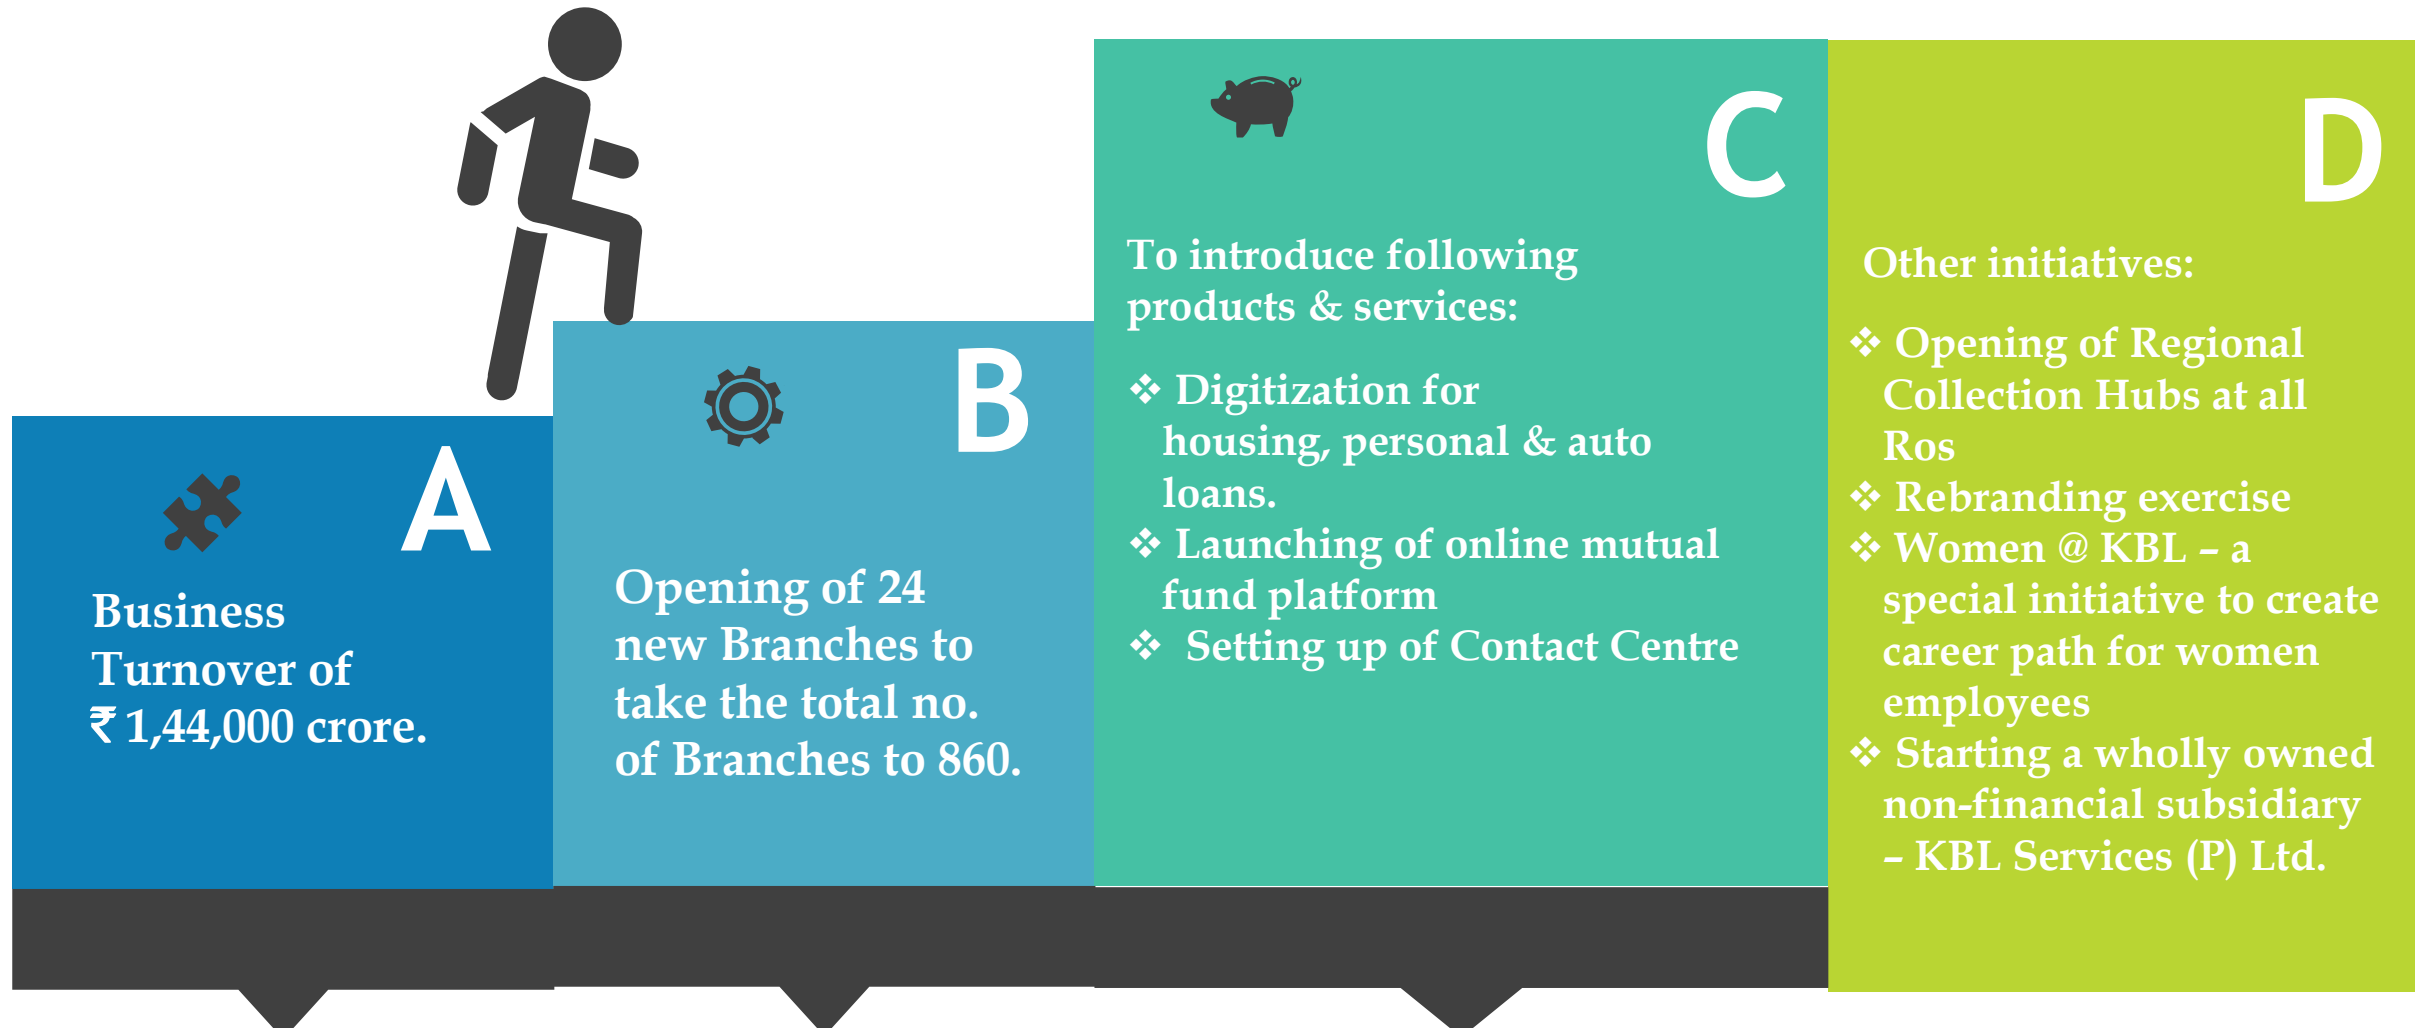 A
Business
Turnover of
₹ 1,44,000 crore.
B
Opening of 24
new Branches to
take the total no.
of Branches to 860.
C
To introduce following
products & services:
❖ Digitization for
housing, personal & auto
loans.
❖ Launching of online mutual
fund platform
❖ Setting up of Contact Centre
D
Other initiatives:
❖ Opening of Regional
Collection Hubs at all
Ros
❖ Rebranding exercise
❖ Women @ KBL – a
special initiative to create
career path for women
employees
❖ Starting a wholly owned
non-financial subsidiary
– KBL Services (P) Ltd.